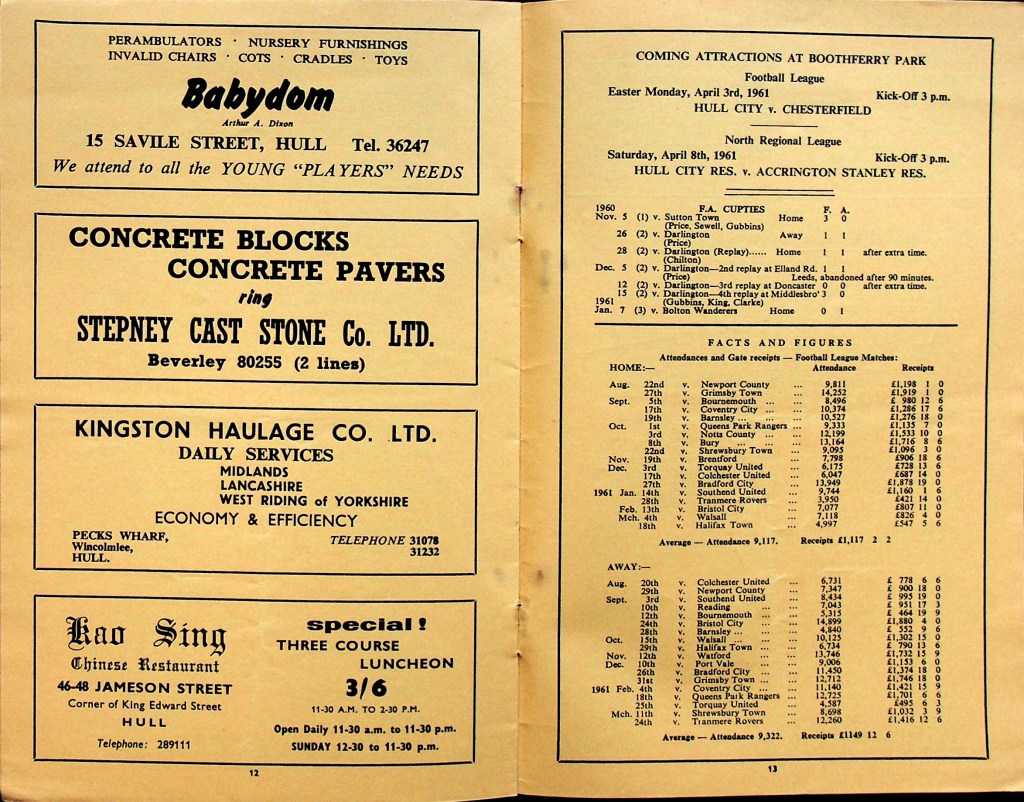 PERAMBULATORS · NURSERY FURNISHINGS
INVALID CHAIRS · COTS · CRADLES · TOYS
Babydom
Arthur A. Dixon
15 SAVILE STREET, HULL Tel. 36247
We attend to all the YOUNG "PLAYERS" NEEDS
CONCRETE BLOCKS
CONCRETE PAVERS
ring
STEPNEY CAST STONE Co. LTD.
Beverley 80255 (2 lines)
KINGSTON HAULAGE CO. LTD.
DAILY SERVICES
MIDLANDS
LANCASHIRE
WEST RIDING of YORKSHIRE
ECONOMY & EFFICIENCY
PECKS WHARF,
Wincolmlee,
HULL.
TELEPHONE 31078
31232
Kao Sing
Chinese Restaurant
46-48 JAMESON STREET
Corner of King Edward Street
HULL
Telephone: 289111
special!
THREE COURSE
LUNCHEON
3/6
11-30 A.M. TO 2-30 P.M.
Open Daily 11-30 a.m. to 11-30 p.m.
SUNDAY 12-30 to 11-30 p.m.
12
COMING ATTRACTIONS AT BOOTHFERRY PARK
Football League
Easter Monday, April 3rd, 1961 Kick-Off 3 p.m.
HULL CITY v. CHESTERFIELD
North Regional League
Saturday, April 8th, 1961 Kick-Off 3 p.m.
HULL CITY RES. v. ACCRINGTON STANLEY RES.
1960 F.A. CUPTIES F. A.
Nov. 5 (1) v. Sutton Town Home 3 0
(Price, Sewell, Gubbins)
26 (2) v. Darlington Away 1 1
(Price)
28 (2) v. Darlington (Replay)...... Home 1 1 after extra time.
(Chilton)
Dec. 5 (2) v. Darlington—2nd replay at Elland Rd. 1 1
(Price) Leeds, abandoned after 90 minutes.
12 (2) v. Darlington—3rd replay at Doncaster 0 0 after extra time.
15 (2) v. Darlington—4th replay at Middlesbro' 3 0
1961 (Gubbins, King, Clarke)
Jan. 7 (3) v. Bolton Wanderers Home 0 1
FACTS AND FIGURES
Attendances and Gate receipts — Football League Matches:
HOME:— Attendance Receipts
Aug. 22nd v. Newport County ... 9,811 £1,198 1 0
27th v. Grimsby Town ... 14,252 £1,919 1 0
Sept. 5th v. Bournemouth ... ... 8,496 £ 980 12 6
17th v. Coventry City ... ... 10,374 £1,286 17 6
19th v. Barnsley ... ... 10,527 £1,276 18 0
Oct. 1st v. Queens Park Rangers ... 9,333 £1,135 7 0
3rd v. Notts County ... ... 12,199 £1,533 10 0
8th v. Bury ... ... ... 13,164 £1,716 8 6
22nd v. Shrewsbury Town ... 9,095 £1,096 3 0
Nov. 19th v. Brentford ... 7,798 £906 18 6
Dec. 3rd v. Torquay United ... 6,175 £728 13 6
17th v. Colchester United ... 6,047 £687 14 0
27th v. Bradford City ... 13,949 £1,878 19 0
1961 Jan. 14th v. Southend United ... 9,744 £1,160 1 6
28th v. Tranmere Rovers ... 3,950 £421 14 0
Feb. 13th v. Bristol City ... 7,077 £807 11 0
Mch. 4th v. Walsall ... 7,118 £826 4 0
18th v. Halifax Town ... 4,997 £547 5 6
Average — Attendance 9,117. Receipts £1,117 2 2
AWAY:—
Aug. 20th v. Colchester United ... 6,731 £ 778 6 6
29th v. Newport County ... 7,347 £ 900 18 0
Sept. 3rd v. Southend United ... 8,434 £ 995 19 0
10th v. Reading ... ... 7,043 £ 951 17 3
12th v. Bournemouth ... ... 5,315 £ 464 19 9
24th v. Bristol City ... ... 14,899 £1,880 4 0
28th v. Barnsley ... ... 4,840 £ 552 9 6
Oct. 15th v. Walsall ... ... 10,125 £1,302 15 0
29th v. Halifax Town ... ... 6,734 £ 790 13 6
Nov. 12th v. Watford ... ... 13,746 £1,732 15 9
Dec. 10th v. Port Vale ... ... 9,006 £1,153 6 0
26th v. Bradford City ... ... 11,450 £1,374 18 0
31st v. Grimsby Town ... ... 12,712 £1,746 18 0
1961 Feb. 4th v. Coventry City ... ... 11,140 £1,421 15 9
18th v. Queens Park Rangers ... 12,725 £1,701 6 6
25th v. Torquay United ... 4,587 £495 6 3
Mch. 11th v. Shrewsbury Town ... 8,698 £1,032 3 9
24th v. Tranmere Rovers ... 12,260 £1,416 12 6
Average — Attendance 9,322. Receipts £1149 12 6
13